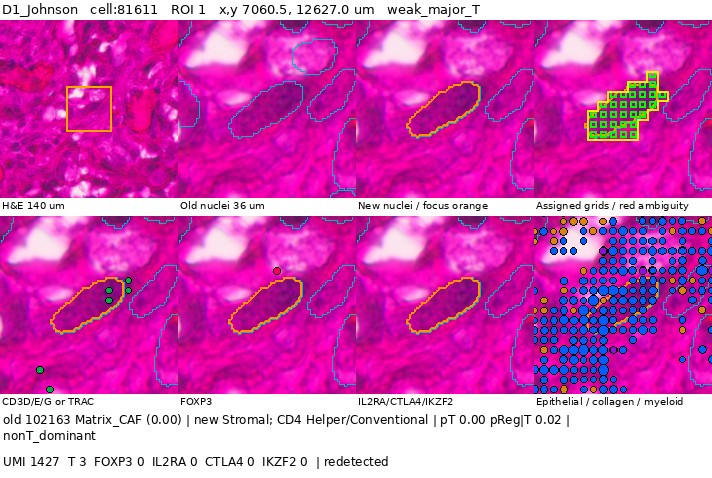 D1_Johnson cell:81611 ROI 1 x,y 7060.5, 12627.0 um weak_major_T
H&E 140 um
Old nuclei 36 um
New nuclei / focus orange
Assigned grids / red ambiguity
CD3D/E/G or TRAC
FOXP3
IL2RA/CTLA4/IKZF2
Epithelial / collagen / myeloid
old 102163 Matrix_CAF (0.00) | new Stromal; CD4 Helper/Conventional | pT 0.00 pReg|T 0.02 |
nonT_dominant
UMI 1427 T 3 FOXP3 0 IL2RA 0 CTLA4 0 IKZF2 0 | redetected